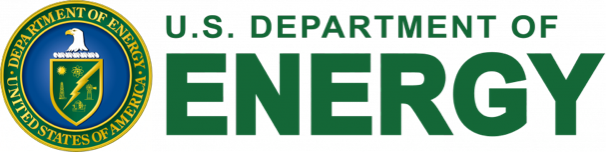 DEPARTMENT OF ENERGY
UNITED STATES OF AMERICA
U.S. DEPARTMENT OF
ENERGY